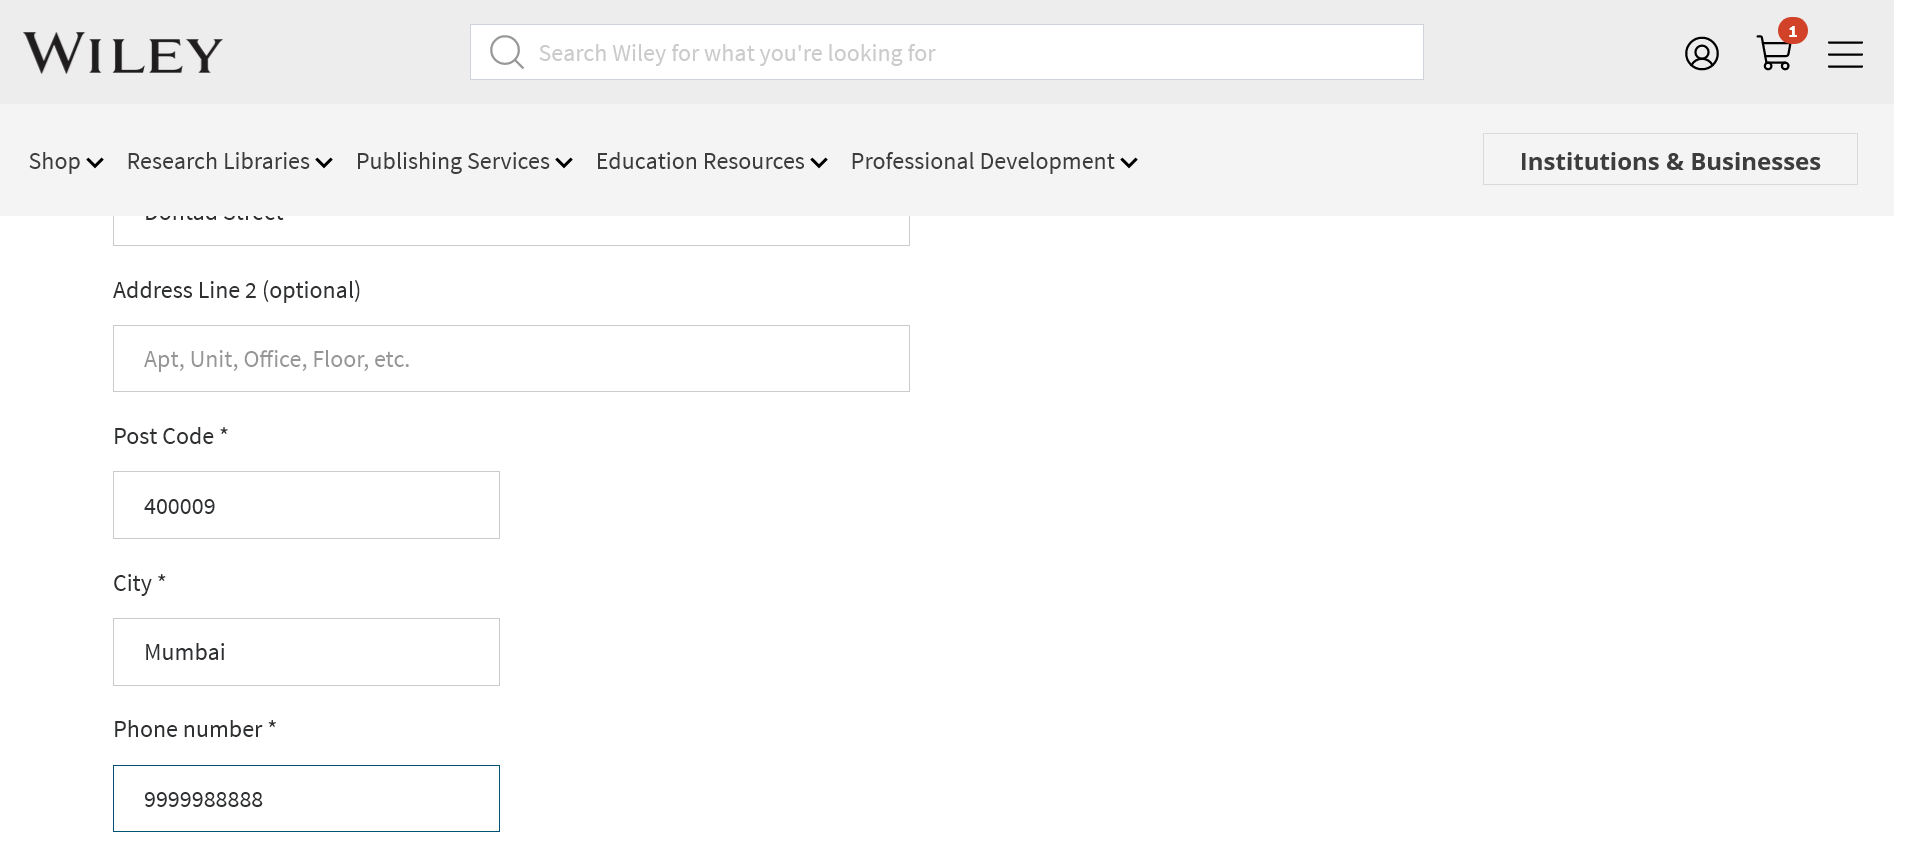 WILEY
Search Wiley for what you're looking for
1
Shop
Research Libraries
Publishing Services
Education Resources
Professional Development
Institutions & Businesses
Dontad Street
Address Line 2 (optional)
Apt, Unit, Office, Floor, etc.
Post Code *
400009
City *
Mumbai
Phone number *
9999988888